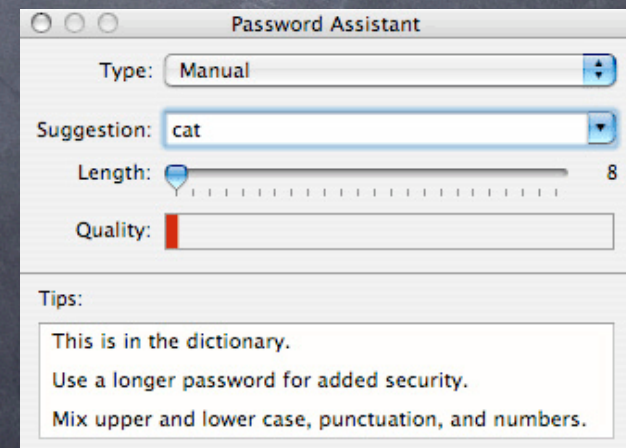 Password Assistant
Type: Manual
Suggestion: cat
Length: 8
Quality:
Tips:
This is in the dictionary.
Use a longer password for added security.
Mix upper and lower case, punctuation, and numbers.